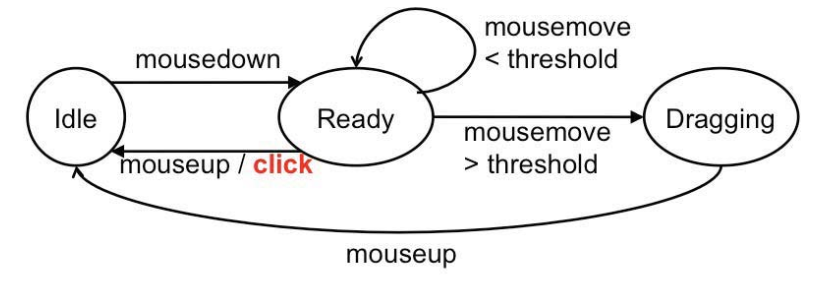 mousemove
< threshold
mousedown
Idle
Ready
Dragging
mousemove
> threshold
mouseup / click
mouseup